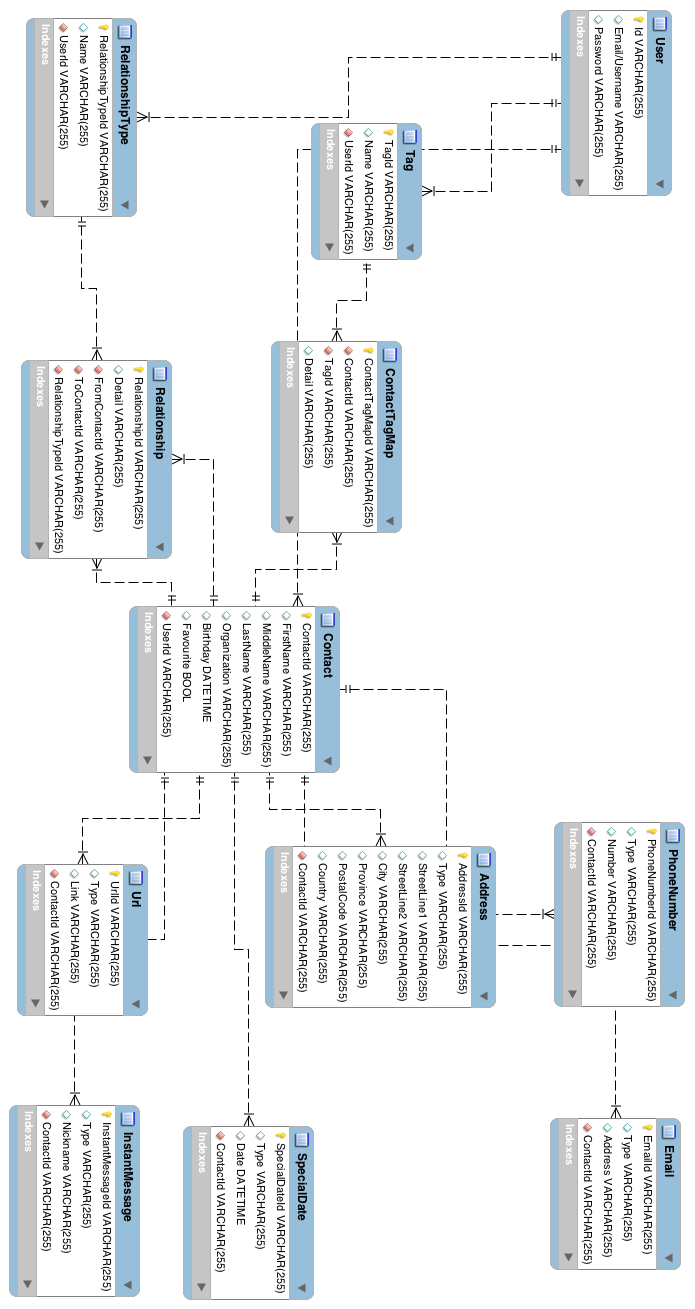 User
Id VARCHAR(255)
Email/Username VARCHAR(255)
Password VARCHAR(255)
Indexes
Tag
TagId VARCHAR(255)
Name VARCHAR(255)
UserId VARCHAR(255)
Indexes
RelationshipType
RelationshipTypeId VARCHAR(255)
Name VARCHAR(255)
UserId VARCHAR(255)
Indexes
ContactTagMap
ContactTagMapId VARCHAR(255)
ContactId VARCHAR(255)
TagId VARCHAR(255)
Detail VARCHAR(255)
Indexes
Relationship
RelationshipId VARCHAR(255)
Detail VARCHAR(255)
FromContactId VARCHAR(255)
ToContactId VARCHAR(255)
RelationshipTypeId VARCHAR(255)
Indexes
Contact
ContactId VARCHAR(255)
FirstName VARCHAR(255)
MiddleName VARCHAR(255)
LastName VARCHAR(255)
Organization VARCHAR(255)
Birthday DATETIME
Favourite BOOL
UserId VARCHAR(255)
Indexes
PhoneNumber
PhoneNumberId VARCHAR(255)
Type VARCHAR(255)
Number VARCHAR(255)
ContactId VARCHAR(255)
Indexes
Address
AddressId VARCHAR(255)
Type VARCHAR(255)
StreetLine1 VARCHAR(255)
StreetLine2 VARCHAR(255)
City VARCHAR(255)
Province VARCHAR(255)
PostalCode VARCHAR(255)
Country VARCHAR(255)
ContactId VARCHAR(255)
Indexes
Url
UrlId VARCHAR(255)
Type VARCHAR(255)
Link VARCHAR(255)
ContactId VARCHAR(255)
Indexes
Email
EmailId VARCHAR(255)
Type VARCHAR(255)
Address VARCHAR(255)
ContactId VARCHAR(255)
Indexes
SpecialDate
SpecialDateId VARCHAR(255)
Type VARCHAR(255)
Date DATETIME
ContactId VARCHAR(255)
Indexes
InstantMessage
InstantMessageId VARCHAR(255)
Type VARCHAR(255)
Nickname VARCHAR(255)
ContactId VARCHAR(255)
Indexes